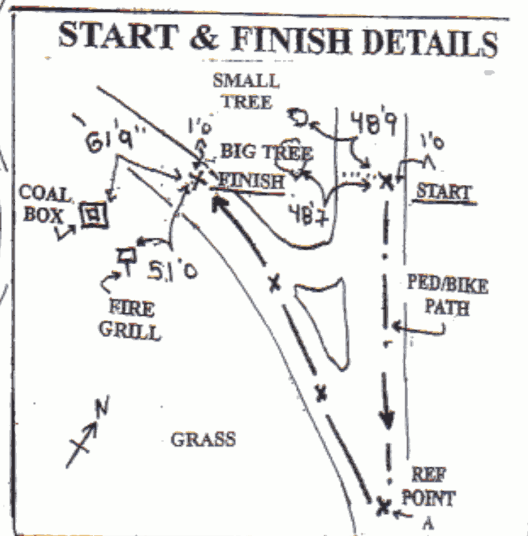 START & FINISH DETAILS
SMALL
TREE
61'9"
1'0
BIG TREE
48'9
1'0
FINISH
START
COAL
BOX
48'7
51'0
FIRE
GRILL
PED/BIKE
PATH
N
GRASS
REF
POINT
A